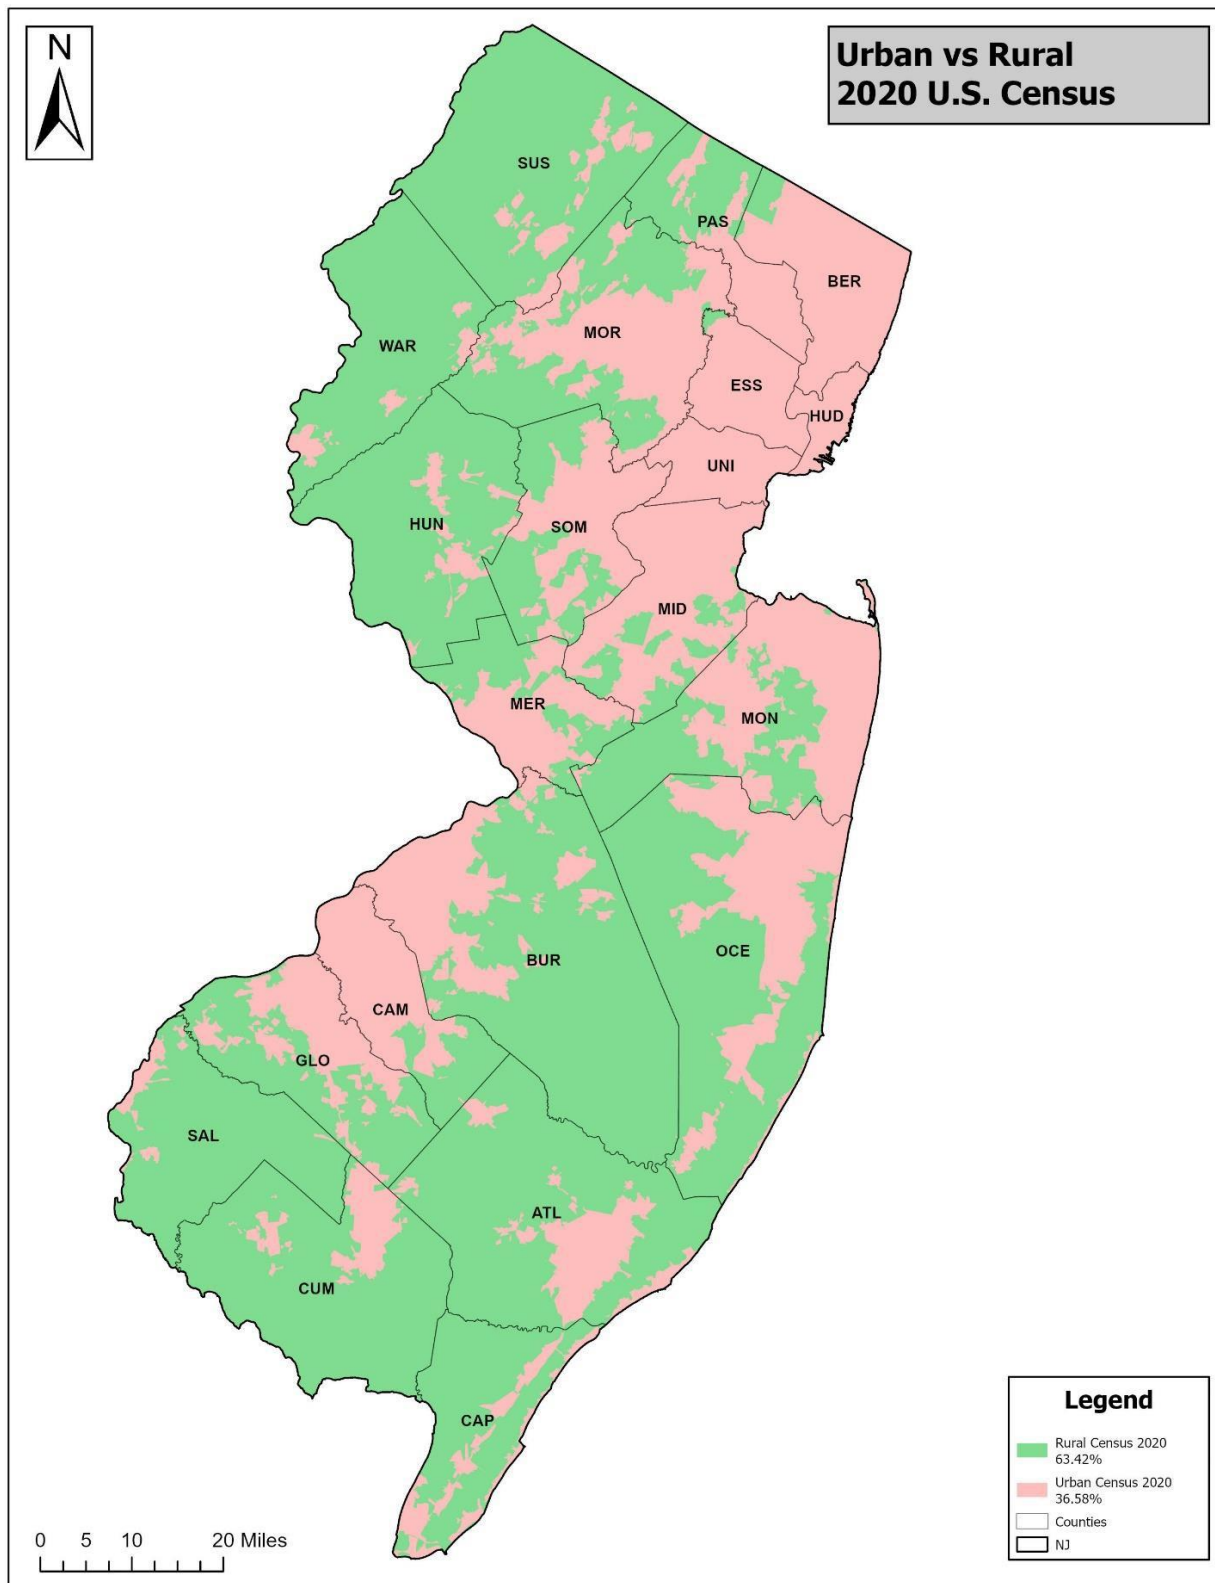 N
Urban vs Rural
2020 U.S. Census
SUS
PAS
BER
MOR
WAR
ESS
HUD
UNI
HUN
SOM
MID
MER
MON
OCE
BUR
CAM
GLO
SAL
ATL
CUM
CAP
Legend
Rural Census 2020
63.42%
Urban Census 2020
36.58%
Counties
NJ
0 5 10 20 Miles